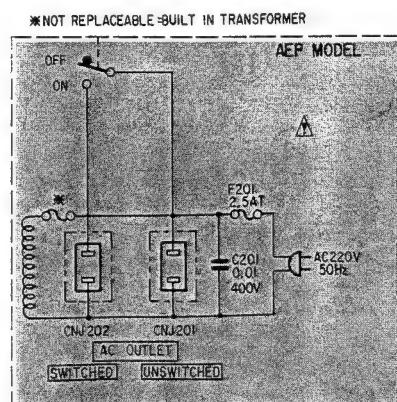 *NOT REPLACEABLE=BUILT IN TRANSFORMER
AEP MODEL
OFF
ON
F201
2.5AT
*
C201
0.01
400V
AC220V
50Hz
CNJ202
CNJ201
AC OUTLET
SWITCHED
UNSWITCHED